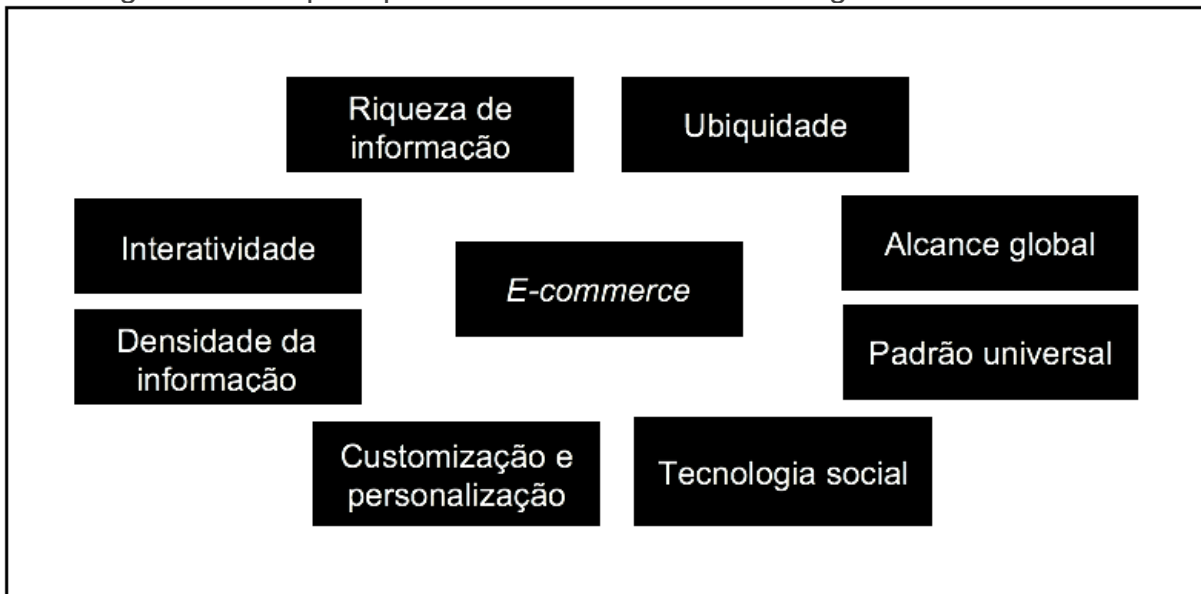 Riqueza de
informação
Ubiquidade
Interatividade
Alcance global
E-commerce
Densidade da
informação
Padrão universal
Customização e
personalização
Tecnologia social